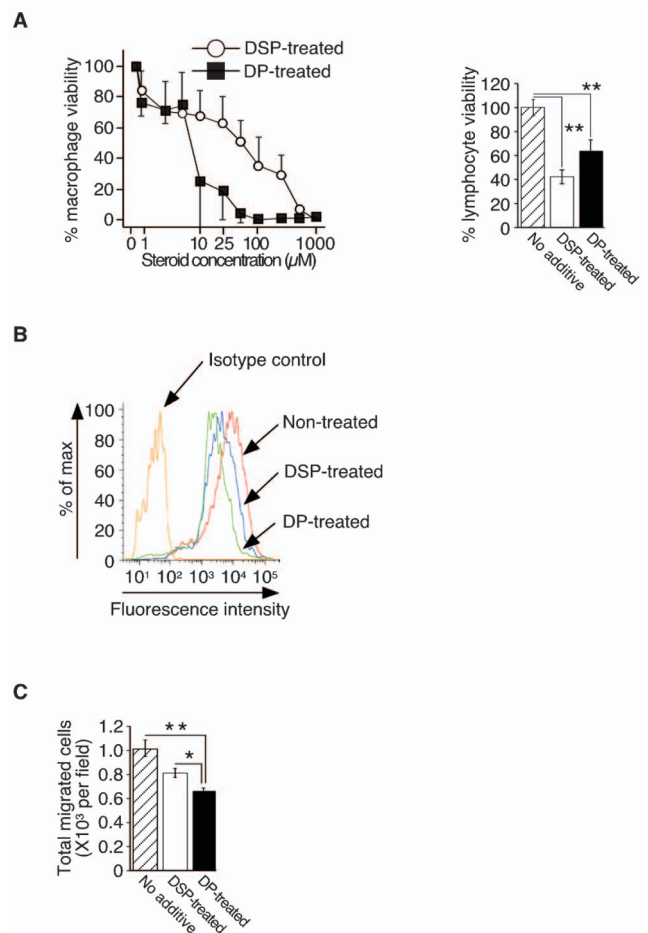 A
DSP-treated
DP-treated
% macrophage viability
100
80
60
40
20
0
0 1 10 25 100 1000
Steroid concentration (µM)
% lymphocyte viability
120
100
80
60
40
20
0
**
**
No additive
DSP-treated
DP-treated
B
Isotype control
Non-treated
DSP-treated
DP-treated
% of max
100
80
60
40
20
0
10¹ 10² 10³ 10⁴ 10⁵
Fluorescence intensity
C
Total migrated cells
(X10³ per field)
1.2
1.0
0.8
0.6
0.4
0.2
0
**
*
No additive
DSP-treated
DP-treated